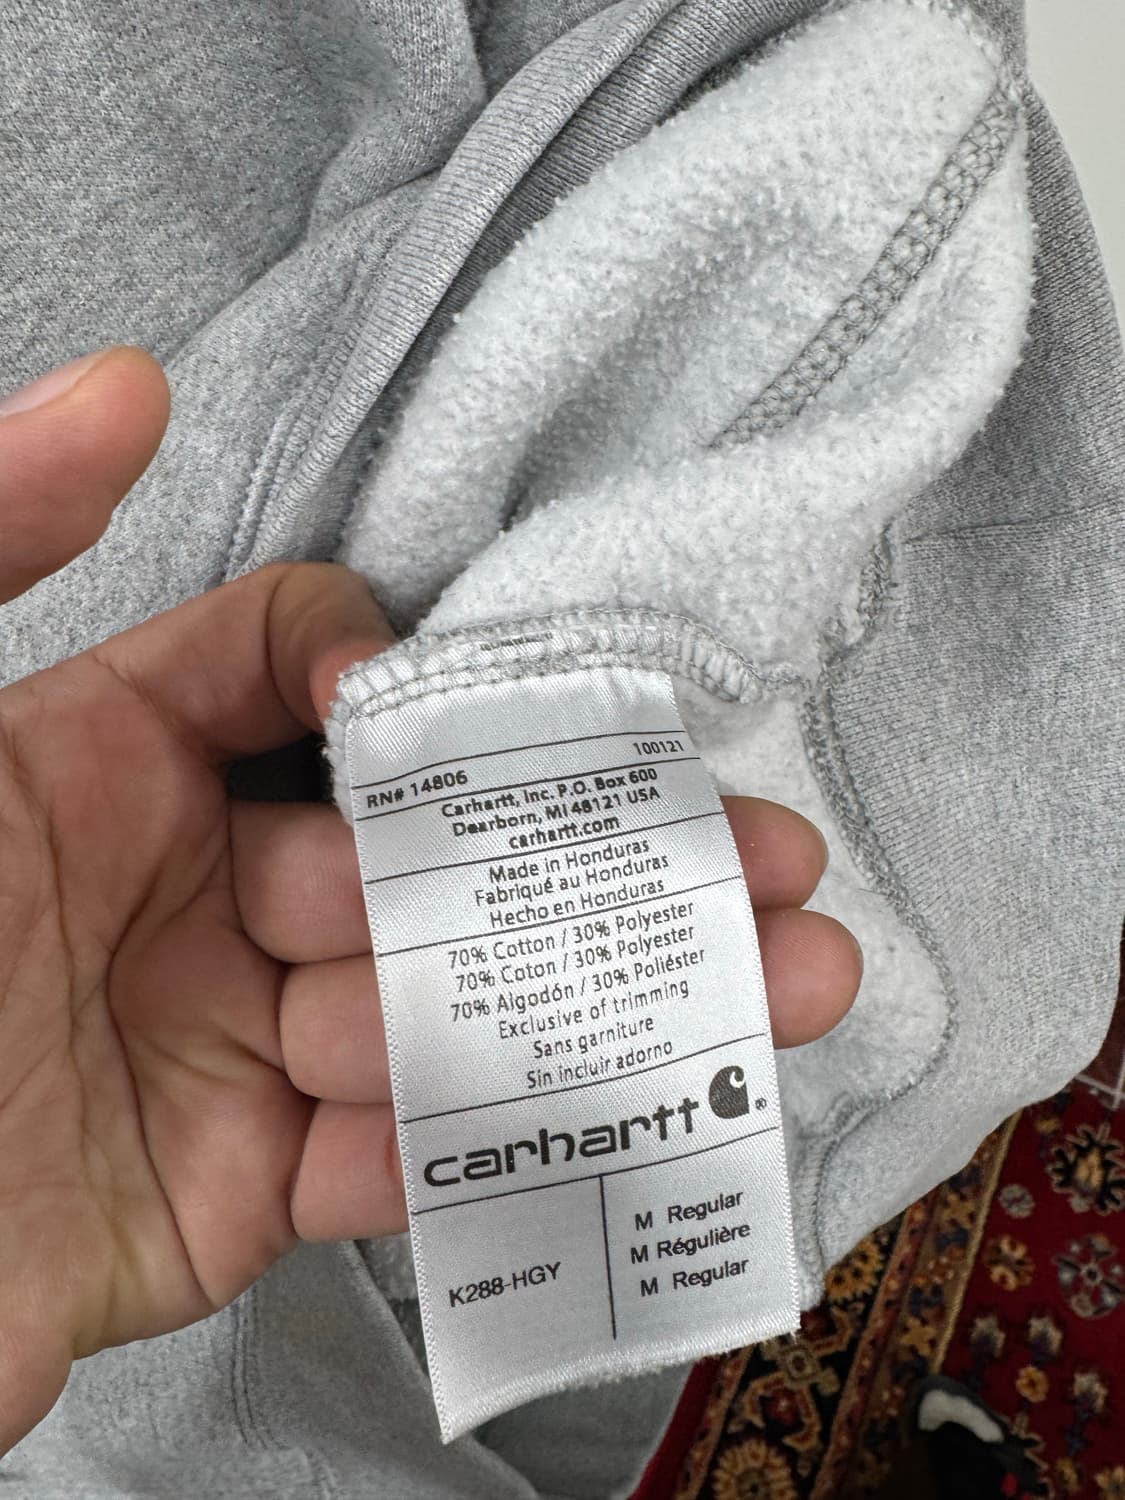 RN# 14806 100121
Carhartt, Inc. P.O. Box 600
Dearborn, MI 48121 USA
carhartt.com
Made in Honduras
Fabriqué au Honduras
Hecho en Honduras
70% Cotton / 30% Polyester
70% Coton / 30% Polyester
70% Algodón / 30% Poliéster
Exclusive of trimming
Sans garniture
Sin incluir adorno
carhartt ®
K288-HGY
M Regular
M Régulière
M Regular